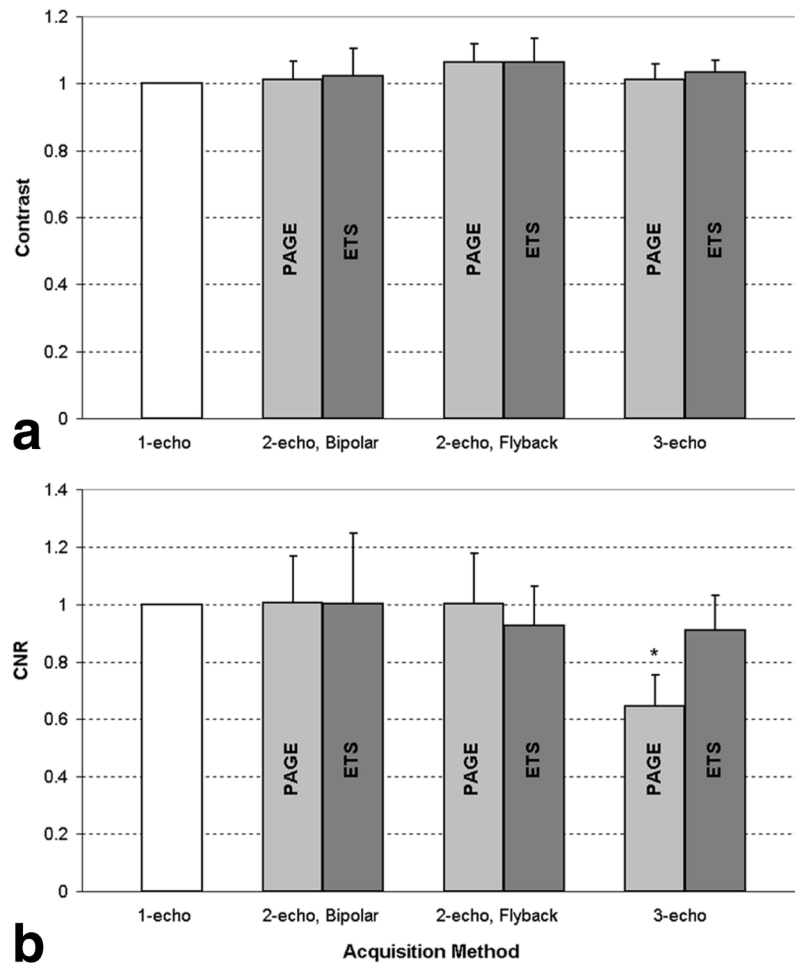 1.2
1
0.8
0.6
0.4
0.2
0
Contrast
PAGE
ETS
PAGE
ETS
PAGE
ETS
1-echo
2-echo, Bipolar
2-echo, Flyback
3-echo
a
1.4
1.2
1
0.8
0.6
0.4
0.2
0
CNR
*
PAGE
ETS
PAGE
ETS
PAGE
ETS
1-echo
2-echo, Bipolar
2-echo, Flyback
3-echo
b
Acquisition Method